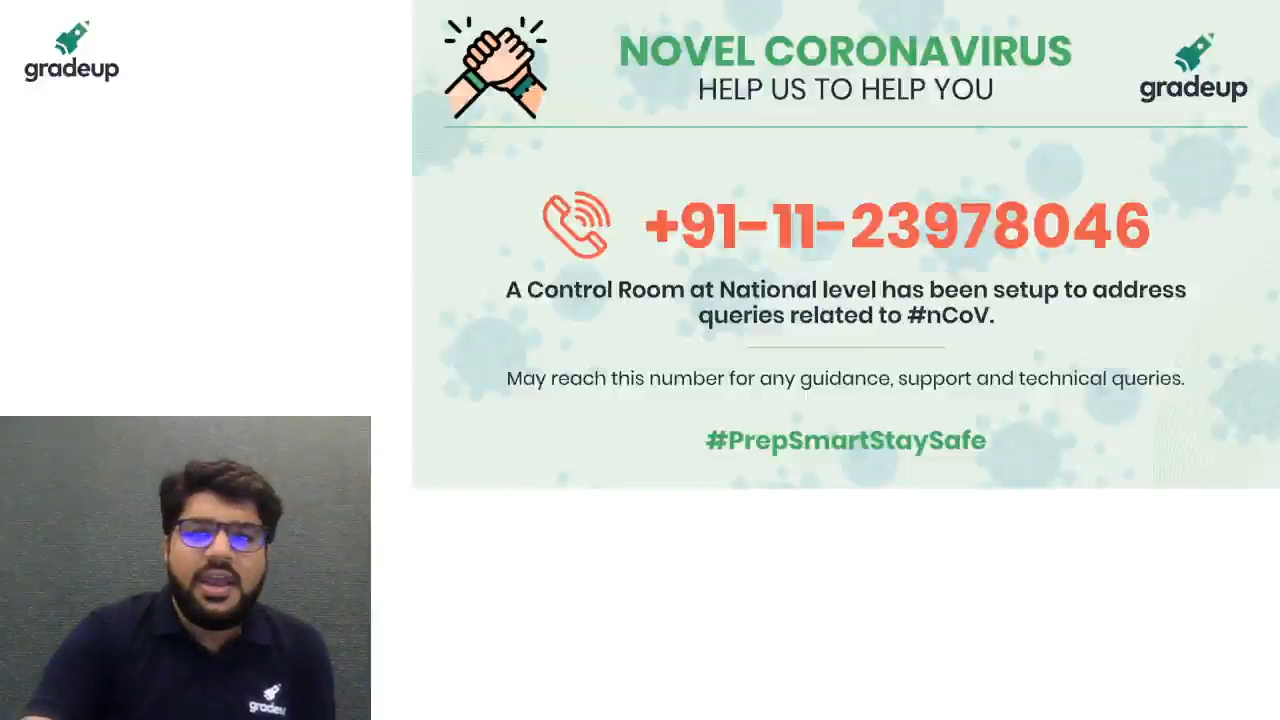 gradeup
NOVEL CORONAVIRUS
HELP US TO HELP YOU
gradeup
+91-11-23978046
A Control Room at National level has been setup to address
queries related to #nCoV.
May reach this number for any guidance, support and technical queries.
#PrepSmartStaySafe
gradeup